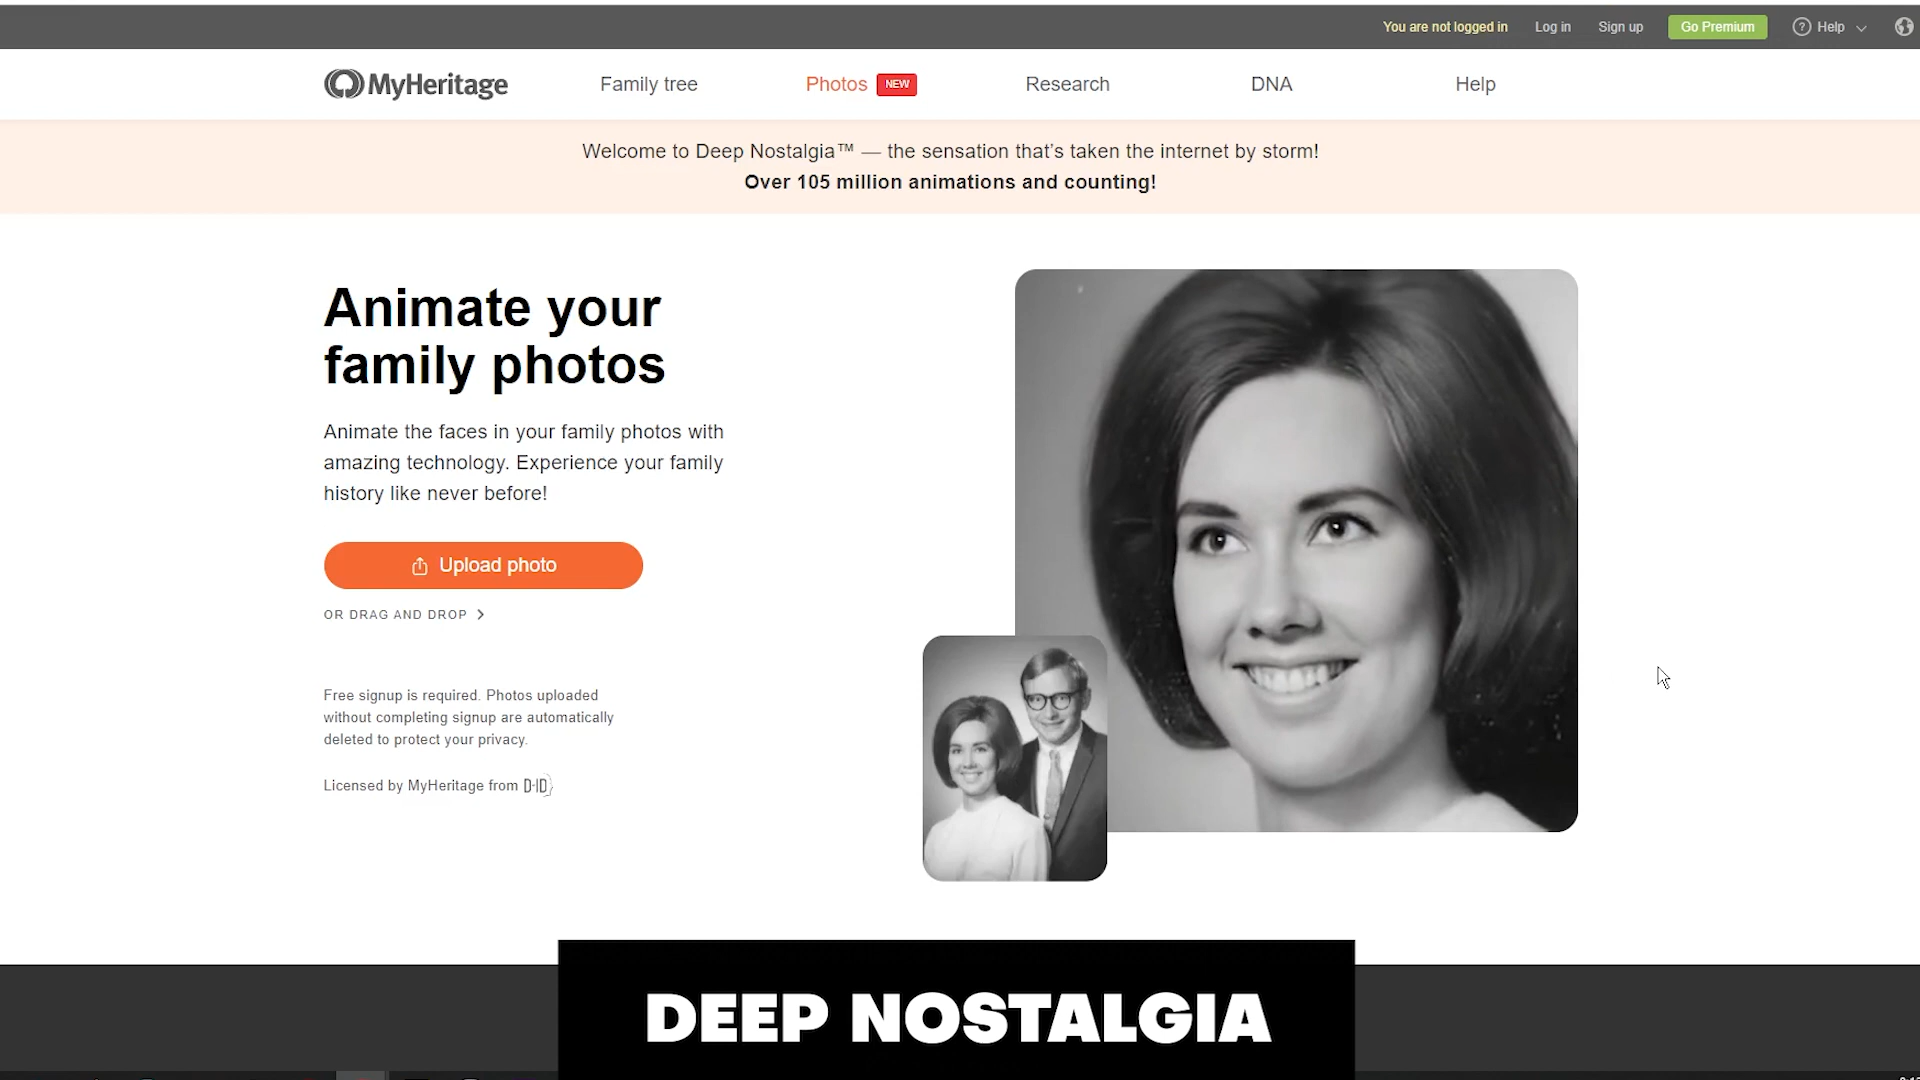 You are not logged in Log in Sign up Go Premium ? Help
MyHeritage Family tree Photos NEW Research DNA Help
Welcome to Deep Nostalgia™ — the sensation that's taken the internet by storm!
Over 105 million animations and counting!
Animate your
family photos
Animate the faces in your family photos with
amazing technology. Experience your family
history like never before!
Upload photo
OR DRAG AND DROP
Free signup is required. Photos uploaded
without completing signup are automatically
deleted to protect your privacy.
Licensed by MyHeritage from D-ID
DEEP NOSTALGIA